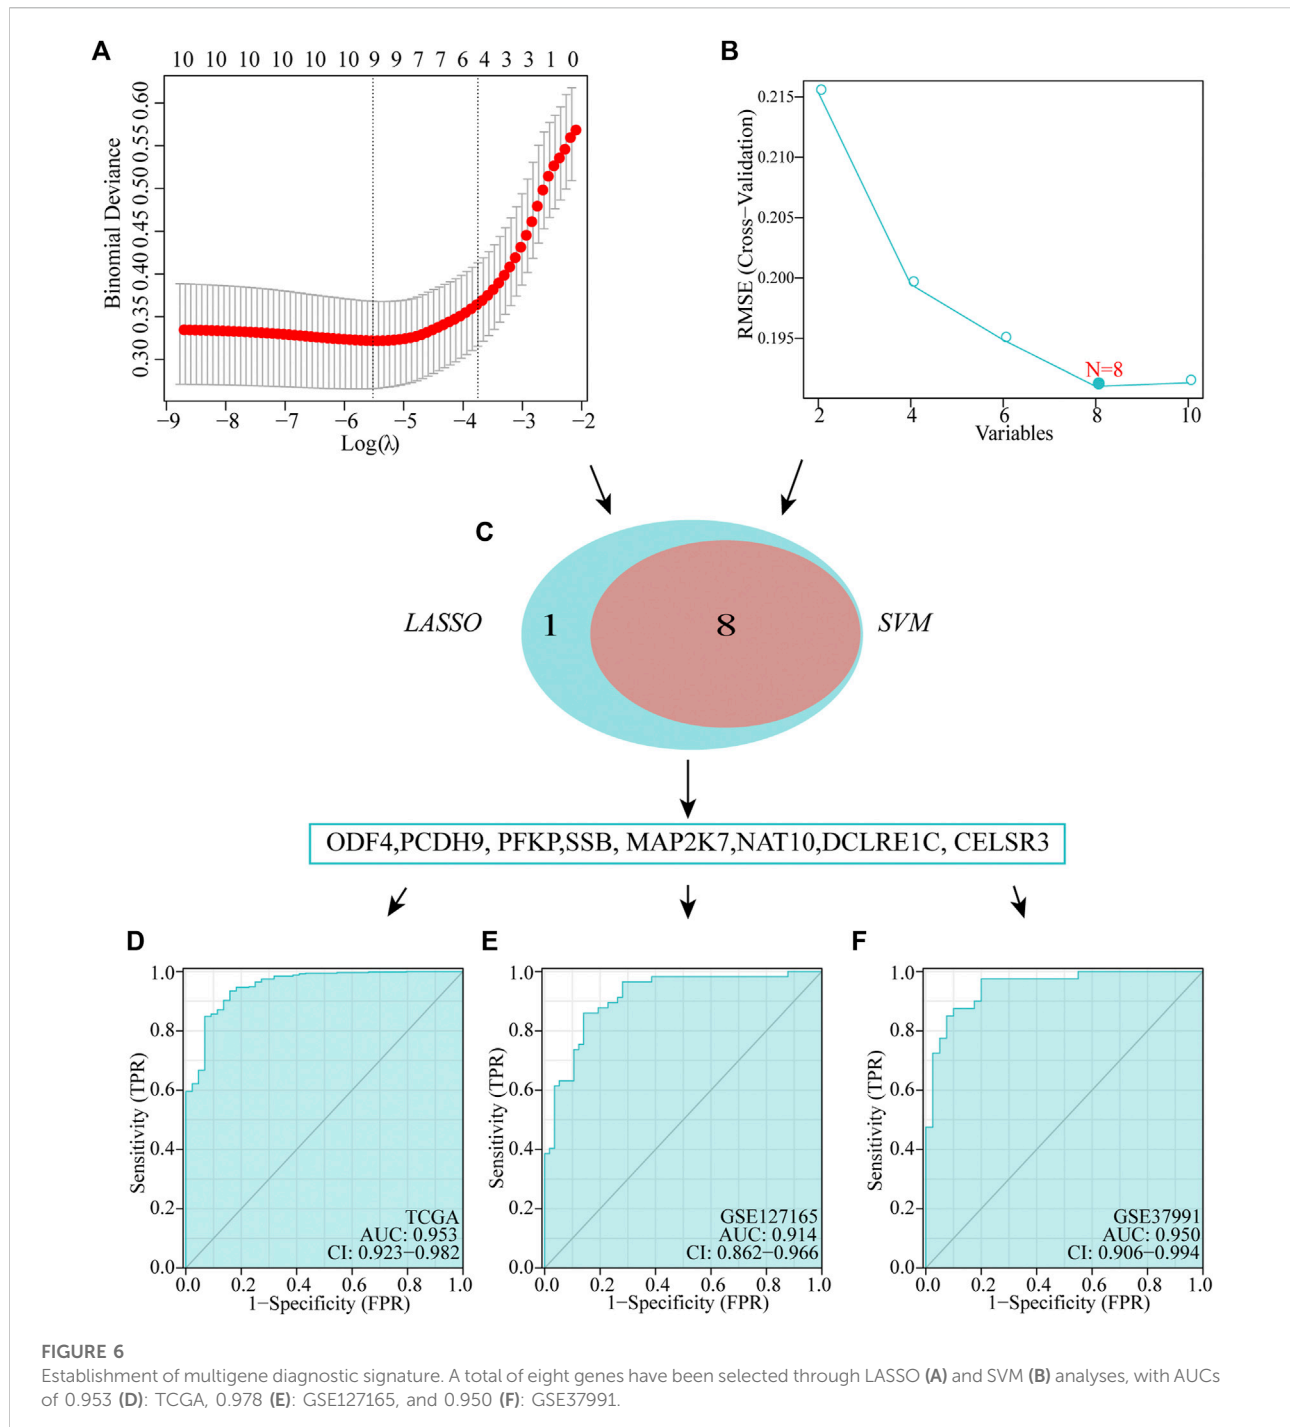 A
B
10 10 10 10 10 10 9 9 7 7 6 4 3 3 1 0
Binomial Deviance
0.30 0.35 0.40 0.45 0.50 0.55 0.60
−9 −8 −7 −6 −5 −4 −3 −2
Log(λ)
RMSE (Cross−Validation)
0.215
0.210
0.205
0.200
0.195
N=8
2 4 6 8 10
Variables
C
LASSO
1
8
SVM
ODF4,PCDH9, PFKP,SSB, MAP2K7,NAT10,DCLRE1C, CELSR3
D
Sensitivity (TPR)
1.0
0.8
0.6
0.4
0.2
0.0
TCGA
AUC: 0.953
CI: 0.923−0.982
0.0 0.2 0.4 0.6 0.8 1.0
1−Specificity (FPR)
E
Sensitivity (TPR)
1.0
0.8
0.6
0.4
0.2
0.0
GSE127165
AUC: 0.914
CI: 0.862−0.966
0.0 0.2 0.4 0.6 0.8 1.0
1−Specificity (FPR)
F
Sensitivity (TPR)
1.0
0.8
0.6
0.4
0.2
0.0
GSE37991
AUC: 0.950
CI: 0.906−0.994
0.0 0.2 0.4 0.6 0.8 1.0
1−Specificity (FPR)
FIGURE 6
Establishment of multigene diagnostic signature. A total of eight genes have been selected through LASSO (A) and SVM (B) analyses, with AUCs
of 0.953 (D): TCGA, 0.978 (E): GSE127165, and 0.950 (F): GSE37991.